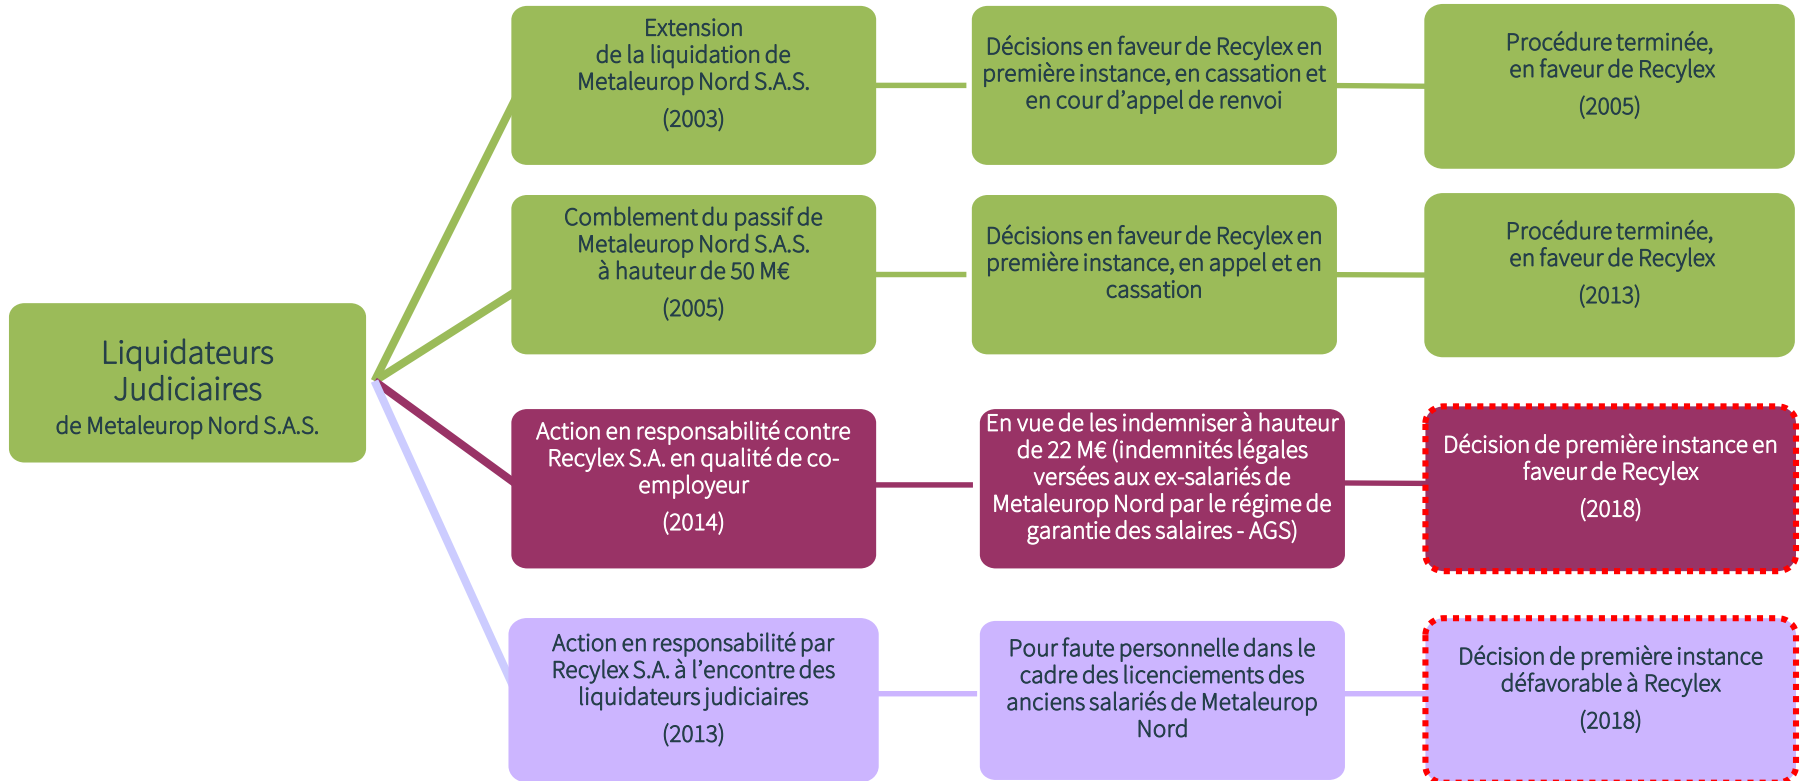 Liquidateurs
Judiciaires
de Metaleurop Nord S.A.S.
Extension
de la liquidation de
Metaleurop Nord S.A.S.
(2003)
Décisions en faveur de Recylex en
première instance, en cassation et
en cour d’appel de renvoi
Procédure terminée,
en faveur de Recylex
(2005)
Comblement du passif de
Metaleurop Nord S.A.S.
à hauteur de 50 M€
(2005)
Décisions en faveur de Recylex en
première instance, en appel et en
cassation
Procédure terminée,
en faveur de Recylex
(2013)
Action en responsabilité contre
Recylex S.A. en qualité de co-
employeur
(2014)
En vue de les indemniser à hauteur
de 22 M€ (indemnités légales
versées aux ex-salariés de
Metaleurop Nord par le régime de
garantie des salaires - AGS)
Décision de première instance en
faveur de Recylex
(2018)
Action en responsabilité par
Recylex S.A. à l’encontre des
liquidateurs judiciaires
(2013)
Pour faute personnelle dans le
cadre des licenciements des
anciens salariés de Metaleurop
Nord
Décision de première instance
défavorable à Recylex
(2018)